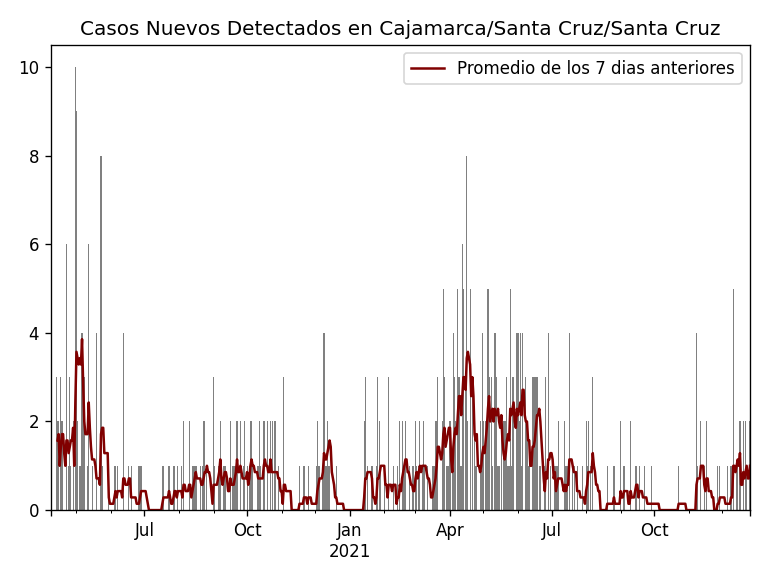 Casos Nuevos Detectados en Cajamarca/Santa Cruz/Santa Cruz
Promedio de los 7 dias anteriores
10
8
6
4
2
0
Jul
Oct
Jan
2021
Apr
Jul
Oct